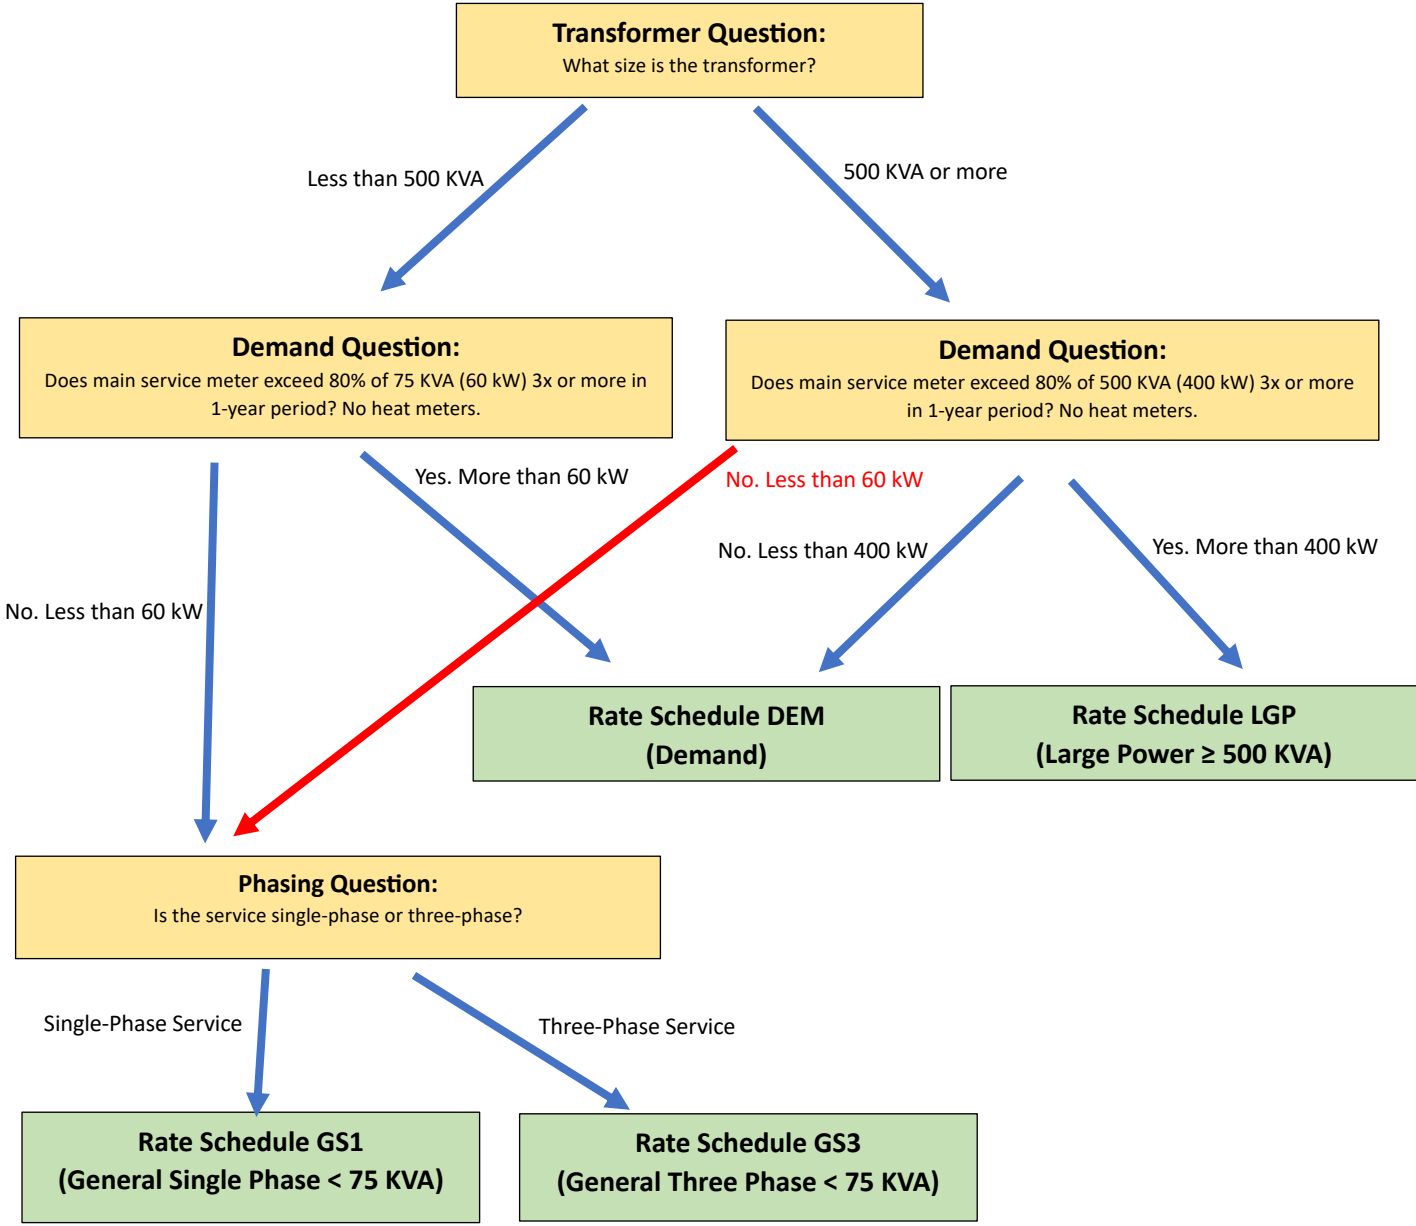 Transformer Question:
What size is the transformer?
Less than 500 KVA
500 KVA or more
Demand Question:
Does main service meter exceed 80% of 75 KVA (60 kW) 3x or more in
1-year period? No heat meters.
Demand Question:
Does main service meter exceed 80% of 500 KVA (400 kW) 3x or more
in 1-year period? No heat meters.
Yes. More than 60 kW
No. Less than 60 kW
No. Less than 400 kW
Yes. More than 400 kW
No. Less than 60 kW
Rate Schedule DEM
(Demand)
Rate Schedule LGP
(Large Power ≥ 500 KVA)
Phasing Question:
Is the service single-phase or three-phase?
Single-Phase Service
Three-Phase Service
Rate Schedule GS1
(General Single Phase < 75 KVA)
Rate Schedule GS3
(General Three Phase < 75 KVA)